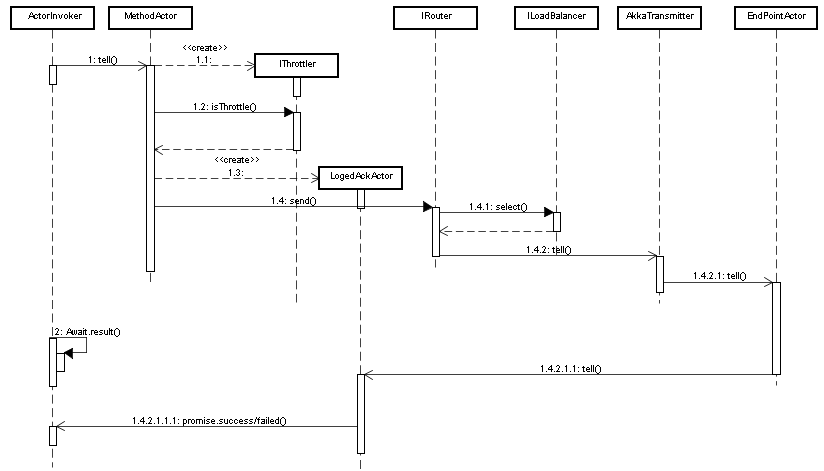 ActorInvoker
MethodActor
IRouter
ILoadBalancer
AkkaTransmitter
EndPointActor
<<create>>
1: tell()
1.1:
IThrottler
1.2: isThrottle()
<<create>>
1.3:
LogedAckActor
1.4: send()
1.4.1: select()
1.4.2: tell()
1.4.2.1: tell()
2: Await.result()
1.4.2.1.1: tell()
1.4.2.1.1.1: promise.success/failed()